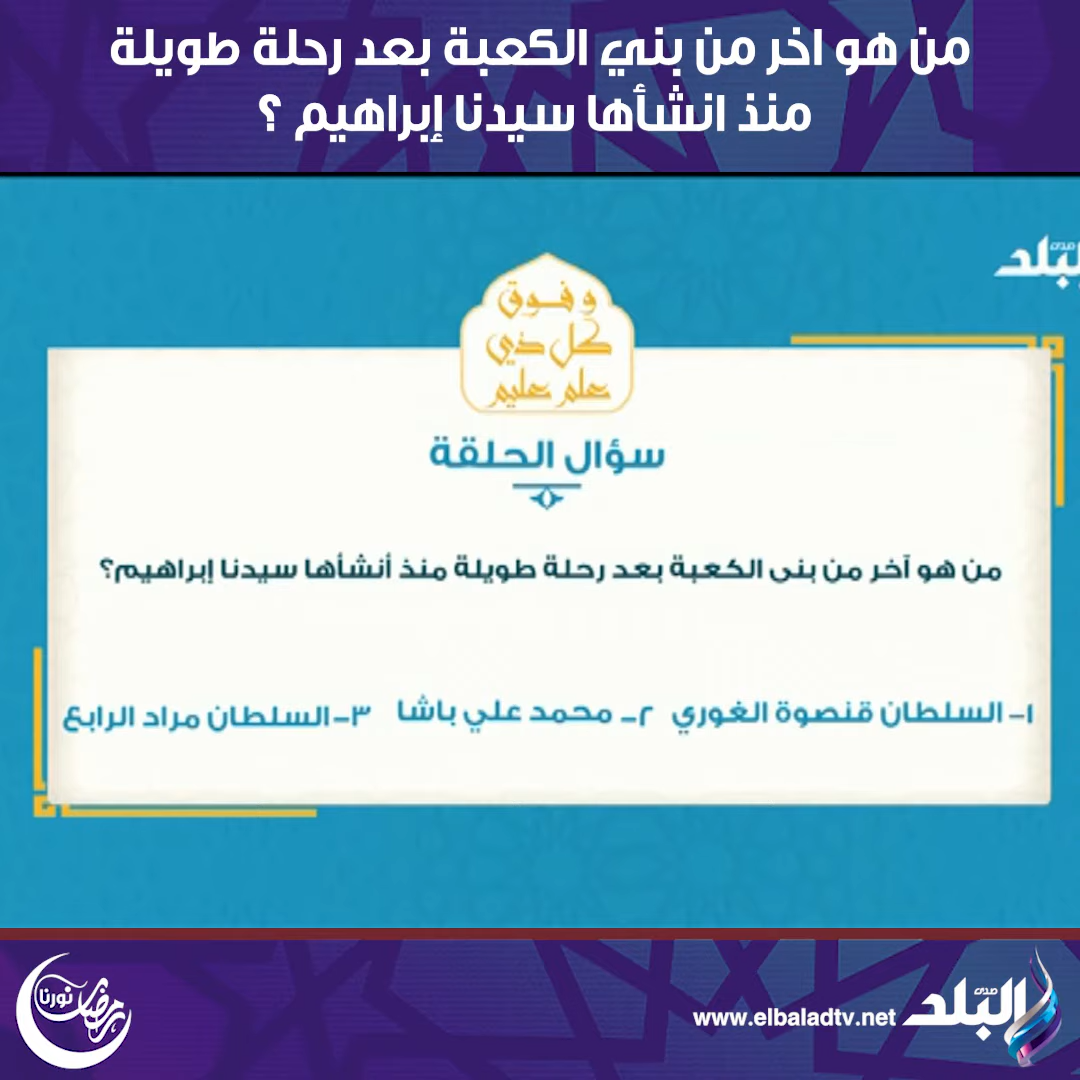 من هو اخر من بني الكعبة بعد رحلة طويلة
منذ انشأها سيدنا إبراهيم ؟
صدى
البلد
و فوق
كل ذي
علم عليم
سؤال الحلقة
من هو آخر من بنى الكعبة بعد رحلة طويلة منذ أنشأها سيدنا إبراهيم؟
١- السلطان قنصوة الغوري ٢- محمد علي باشا ٣-السلطان مراد الرابع
رمضان نورنا
www.elbaladtv.net
صدى
البلد